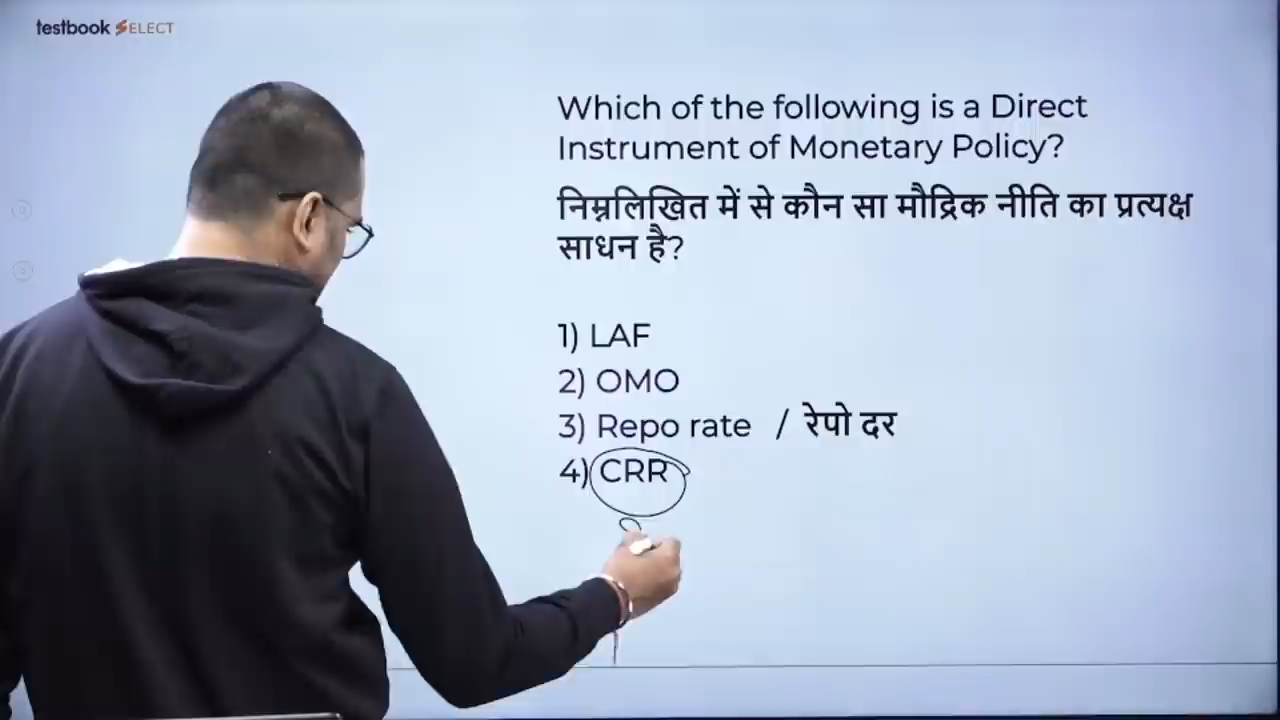 testbook SELECT
Which of the following is a Direct
Instrument of Monetary Policy?
निम्नलिखित में से कौन सा मौद्रिक नीति का प्रत्यक्ष
साधन है?
1) LAF
2) OMO
3) Repo rate / रेपो दर
4) CRR